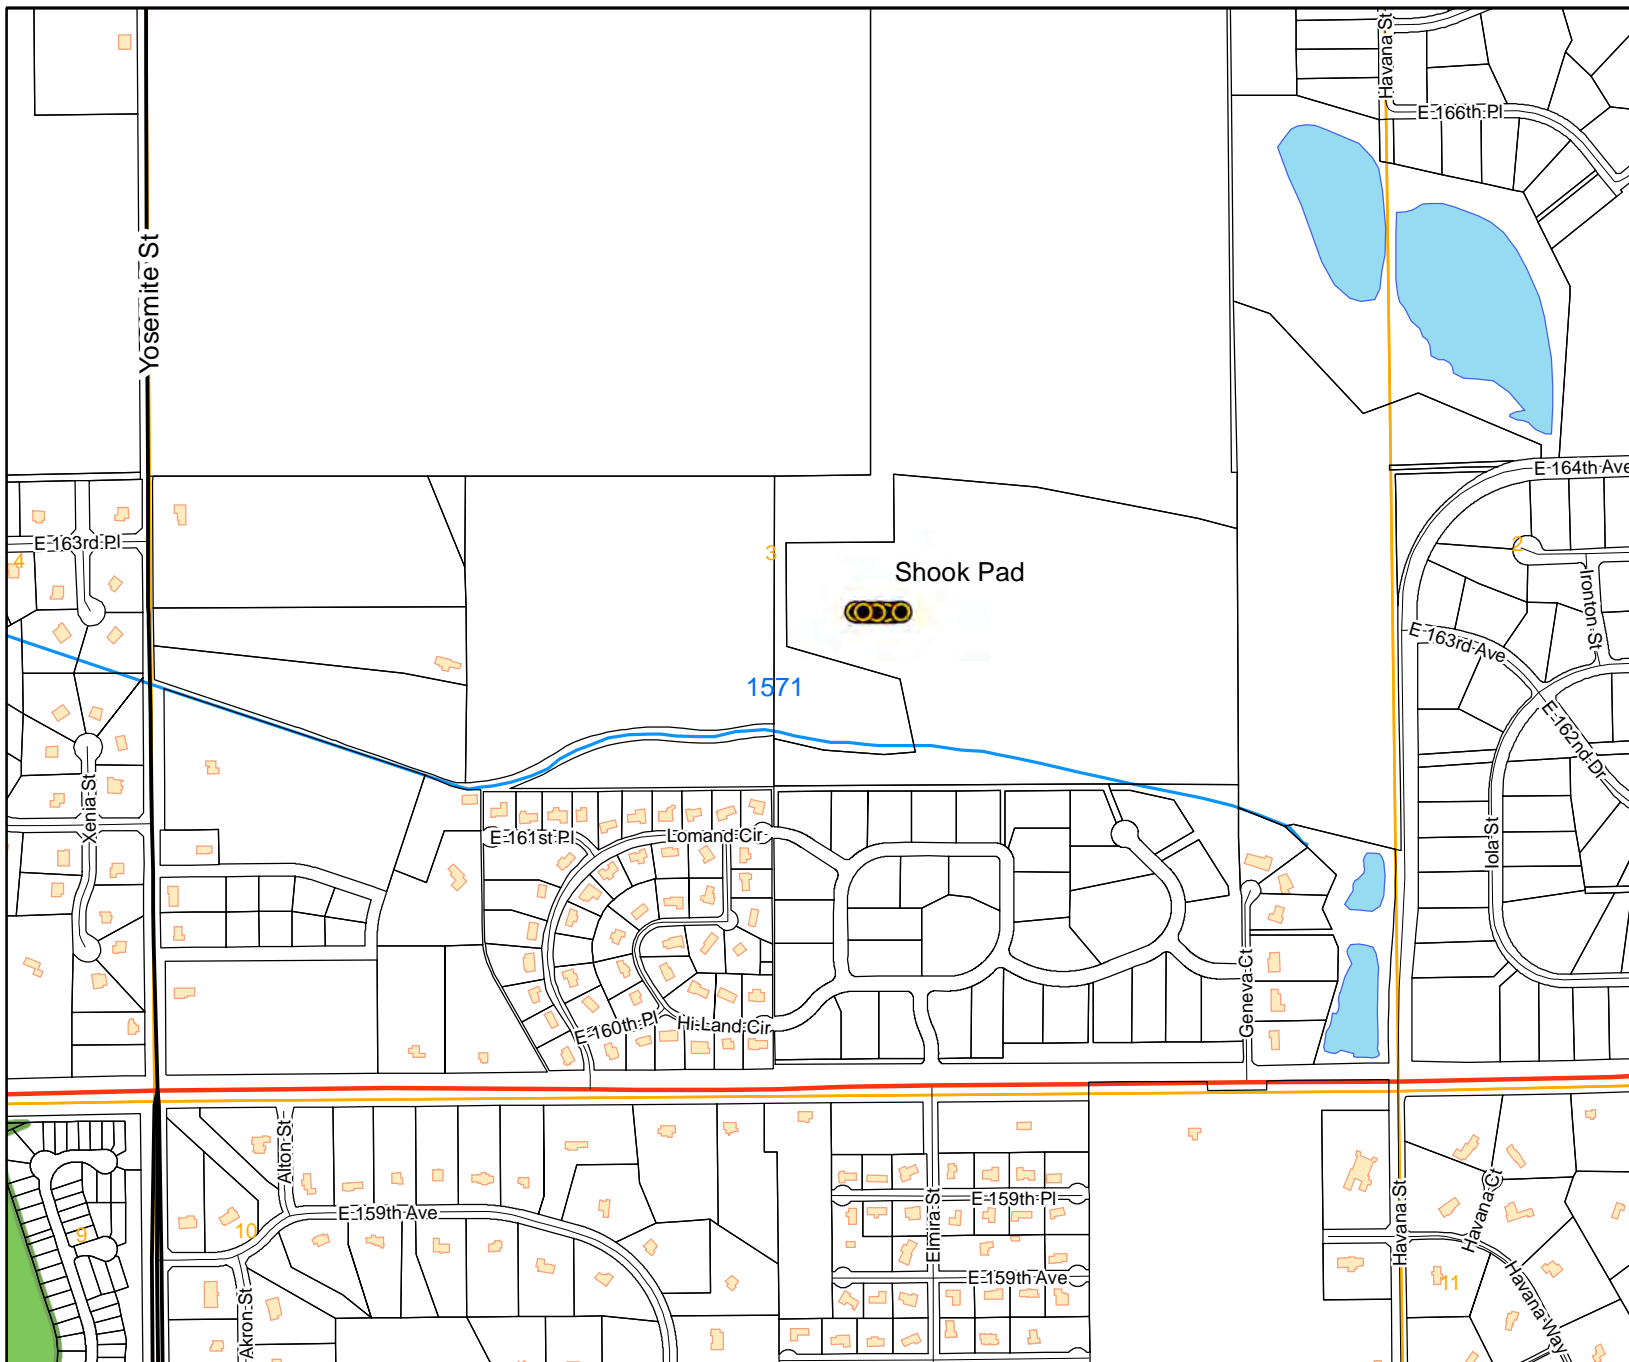 Havana St
E 166th Pl
Yosemite St
E 164th Ave
E 163rd Pl
4
3
2
Shook Pad
Ironton St
E 163rd Ave
1571
E 162nd Dr
Xenia St
E 161st Pl
Lomand Cir
Iola St
Geneva Ct
E 160th Pl
Hi Land Cir
Alton St
E 159th Ave
E 159th Pl
Elmira St
Havana St
Havana Ct
9
10
E 159th Ave
11
Akron St
Havana Way